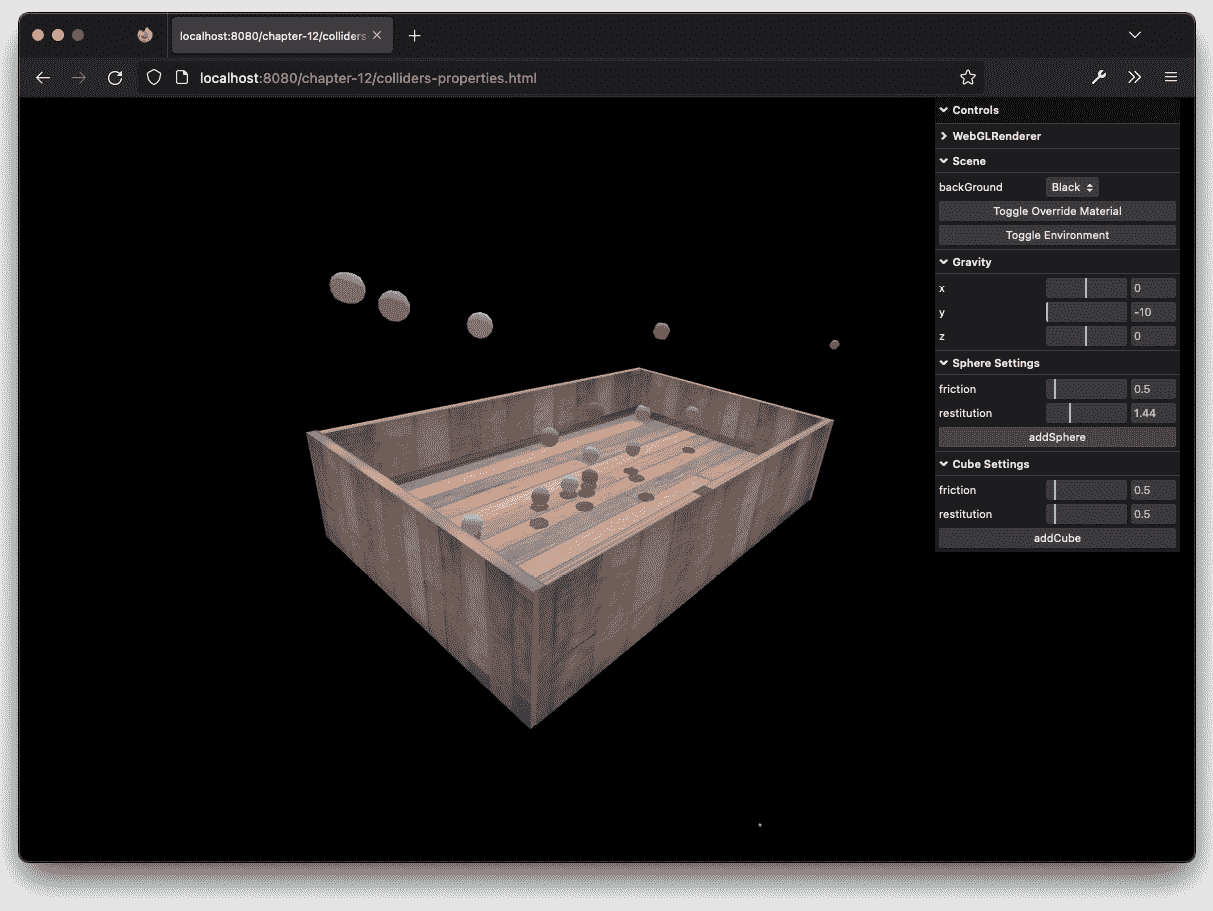 localhost:8080/chapter-12/colliders
localhost:8080/chapter-12/colliders-properties.html
Controls
WebGLRenderer
Scene
backGround Black
Toggle Override Material
Toggle Environment
Gravity
x 0
y -10
z 0
Sphere Settings
friction 0.5
restitution 1.44
addSphere
Cube Settings
friction 0.5
restitution 0.5
addCube